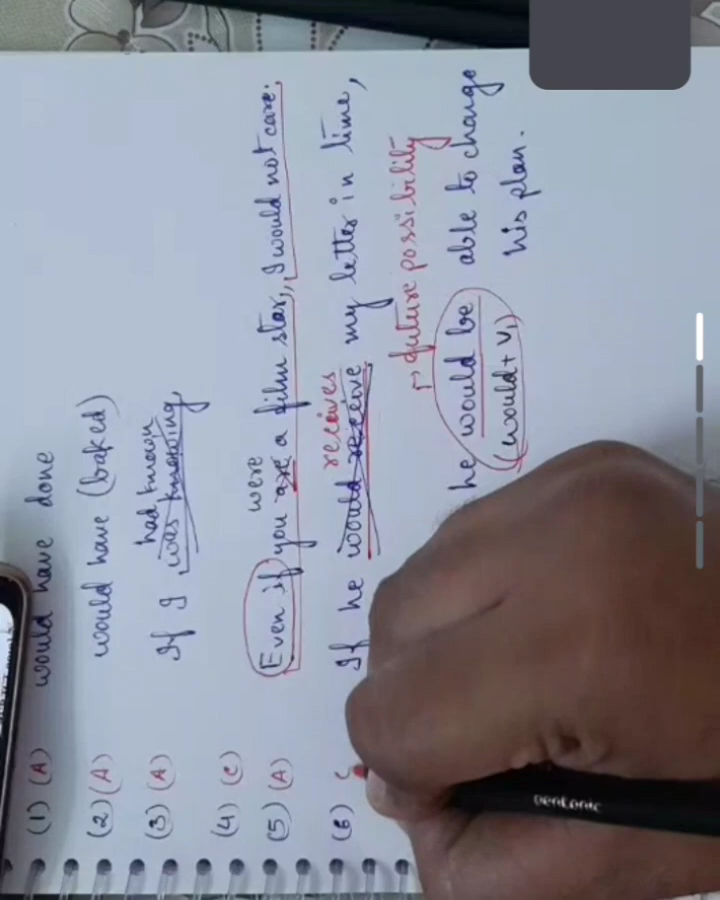 (1) (A) would have done
(2) (A) would have (baked)
had known
(3) (A) If I was knowing,
(4) (C)
were
(5) (A) Even if you are a film star, I would not care.
receives
(6) If he would receive my letter in time,
future possibility
he would be able to change
(would + V1) his plan.
pentonic